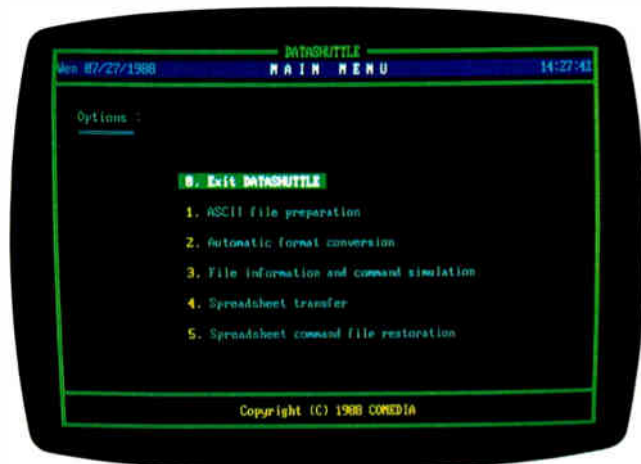 DATASHUTTLE
Wen 07/27/1988 MAIN MENU 14:27:41
Options :
0. Exit DATASHUTTLE
1. ASCII file preparation
2. Automatic format conversion
3. File information and command simulation
4. Spreadsheet transfer
5. Spreadsheet command file restoration
Copyright (C) 1988 COMEDIA